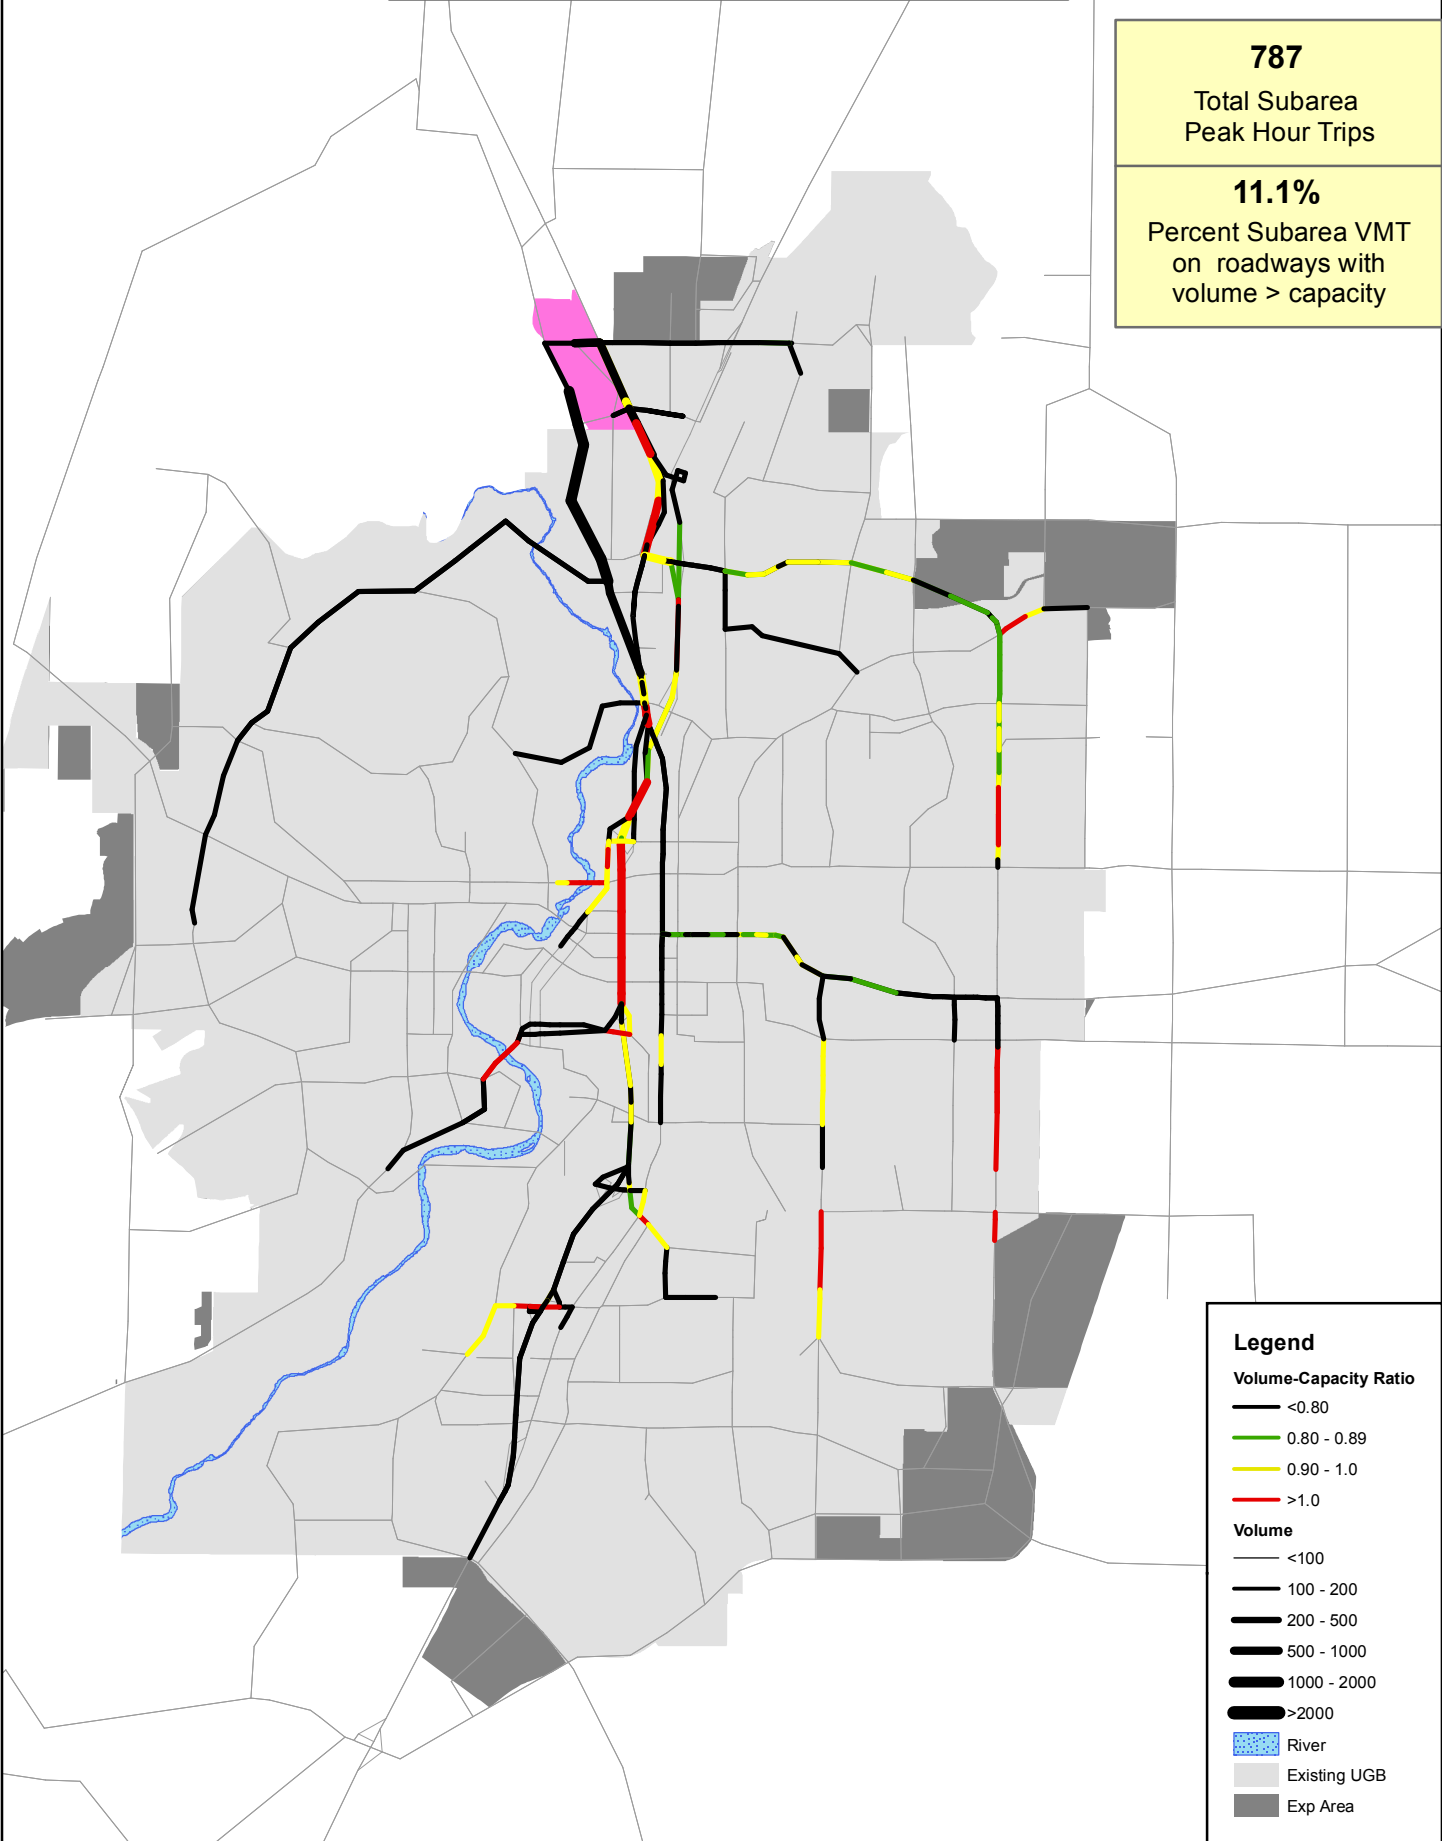 787
Total Subarea
Peak Hour Trips
11.1%
Percent Subarea VMT
on roadways with
volume > capacity
Legend
Volume-Capacity Ratio
<0.80
0.80 - 0.89
0.90 - 1.0
>1.0
Volume
<100
100 - 200
200 - 500
500 - 1000
1000 - 2000
>2000
River
Existing UGB
Exp Area